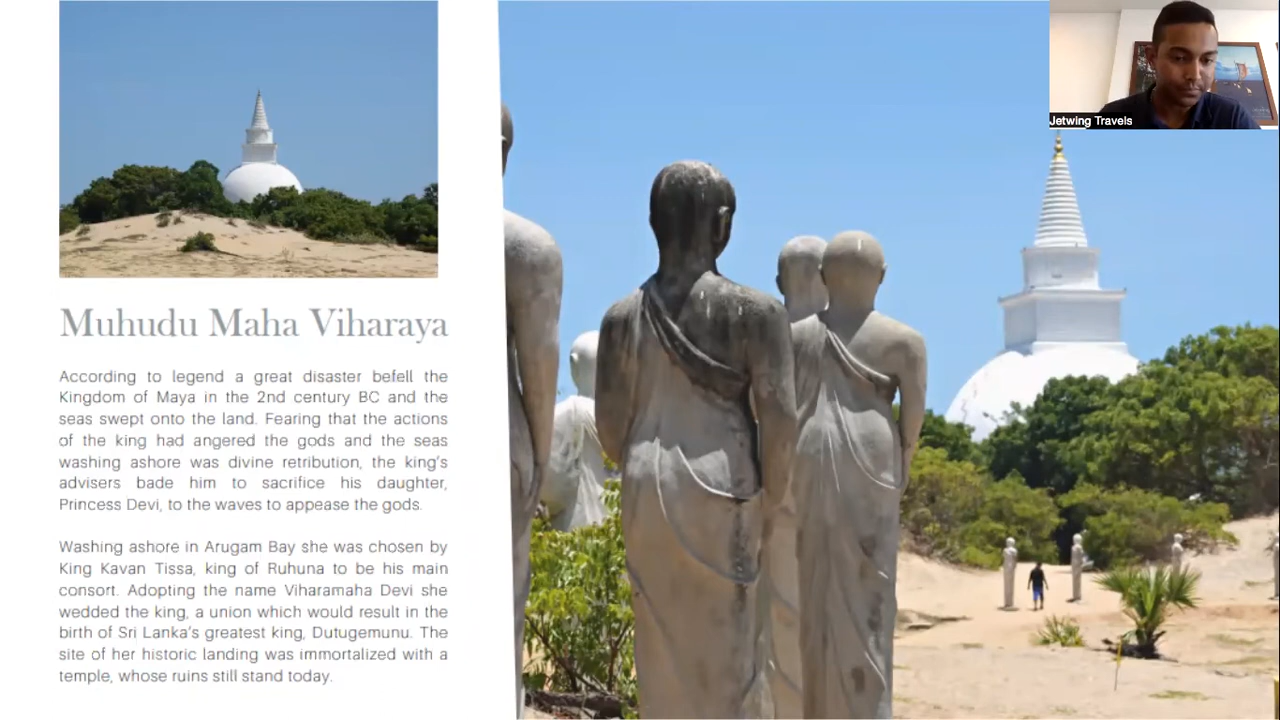 Jetwing Travels
Muhudu Maha Viharaya
According to legend a great disaster befell the
Kingdom of Maya in the 2nd century BC and the
seas swept onto the land. Fearing that the actions
of the king had angered the gods and the seas
washing ashore was divine retribution, the king's
advisers bade him to sacrifice his daughter,
Princess Devi, to the waves to appease the gods.
Washing ashore in Arugam Bay she was chosen by
King Kavan Tissa, king of Ruhuna to be his main
consort. Adopting the name Viharamaha Devi she
wedded the king, a union which would result in the
birth of Sri Lanka's greatest king, Dutugemunu. The
site of her historic landing was immortalized with a
temple, whose ruins still stand today.